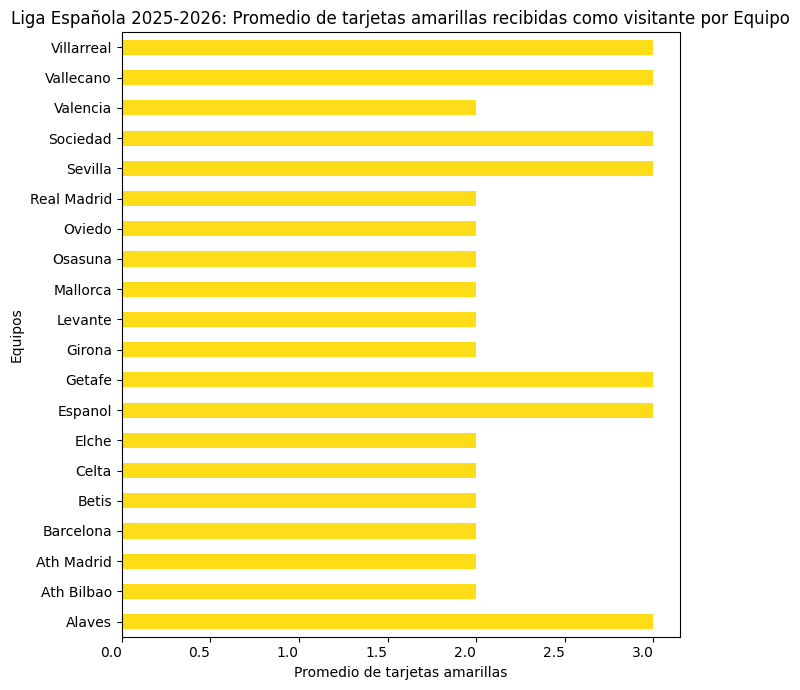 Liga Española 2025-2026: Promedio de tarjetas amarillas recibidas como visitante por Equipo
Villarreal
Vallecano
Valencia
Sociedad
Sevilla
Real Madrid
Oviedo
Osasuna
Mallorca
Levante
Girona
Getafe
Espanol
Elche
Celta
Betis
Barcelona
Ath Madrid
Ath Bilbao
Alaves
Equipos
0.0 0.5 1.0 1.5 2.0 2.5 3.0
Promedio de tarjetas amarillas